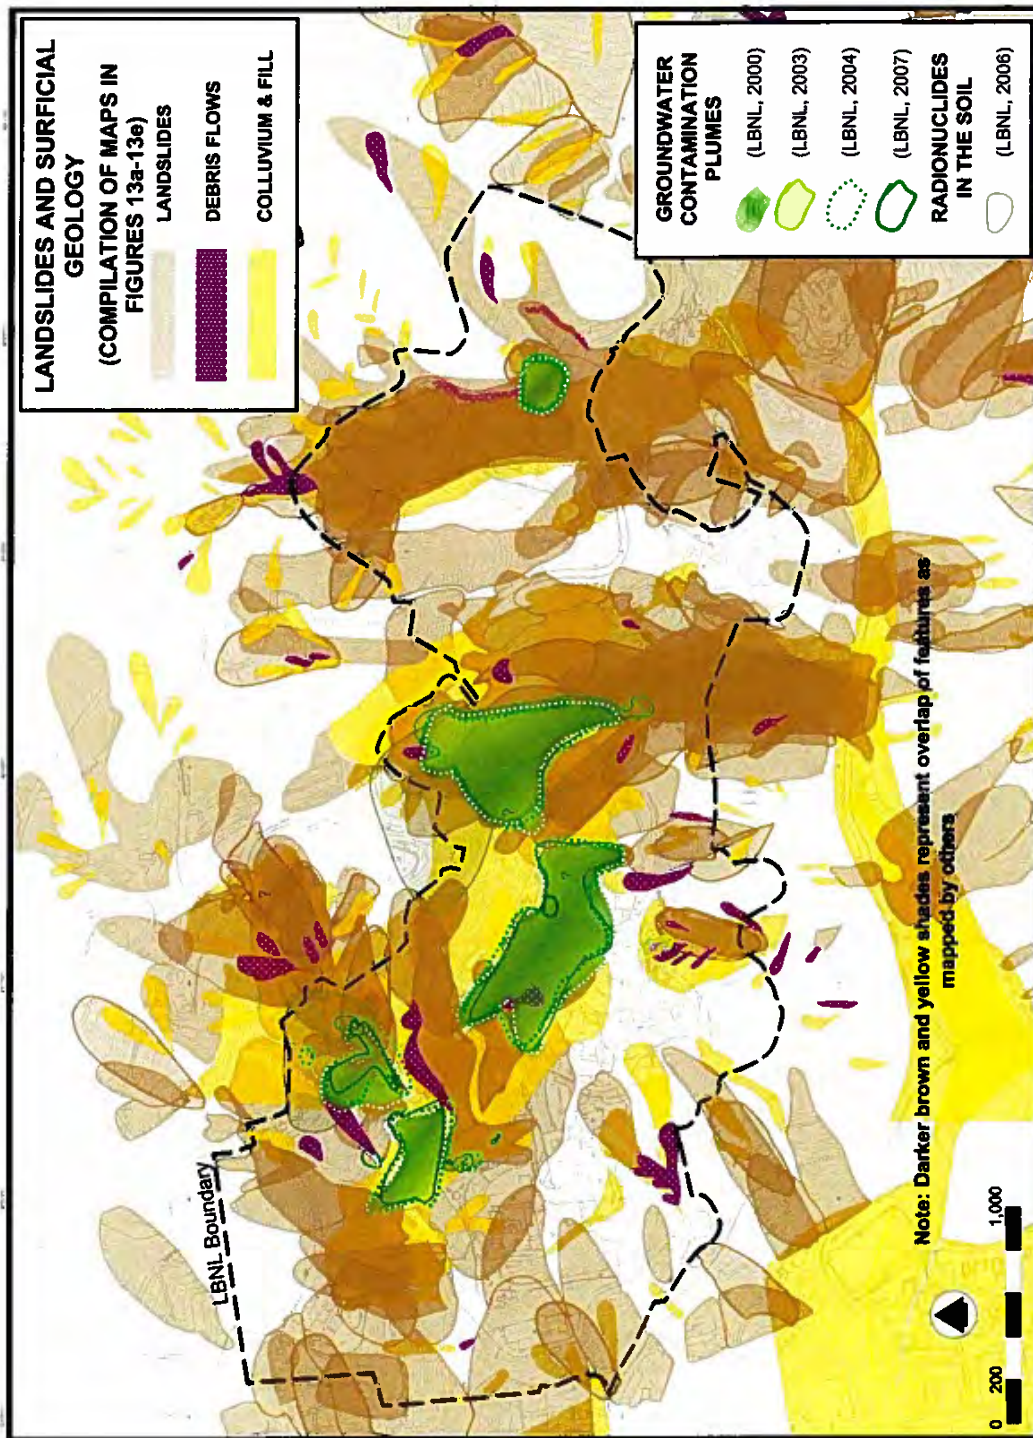 LANDSLIDES AND SURFICIAL
GEOLOGY
(COMPILATION OF MAPS IN
FIGURES 13a-13e)
LANDSLIDES
DEBRIS FLOWS
COLLUVIUM & FILL
GROUNDWATER
CONTAMINATION
PLUMES
(LBNL, 2000)
(LBNL, 2003)
(LBNL, 2004)
(LBNL, 2007)
RADIONUCLIDES
IN THE SOIL
(LBNL, 2006)
LBNL Boundary
Note: Darker brown and yellow shades represent overlap of features as
mapped by others
0 200 1,000